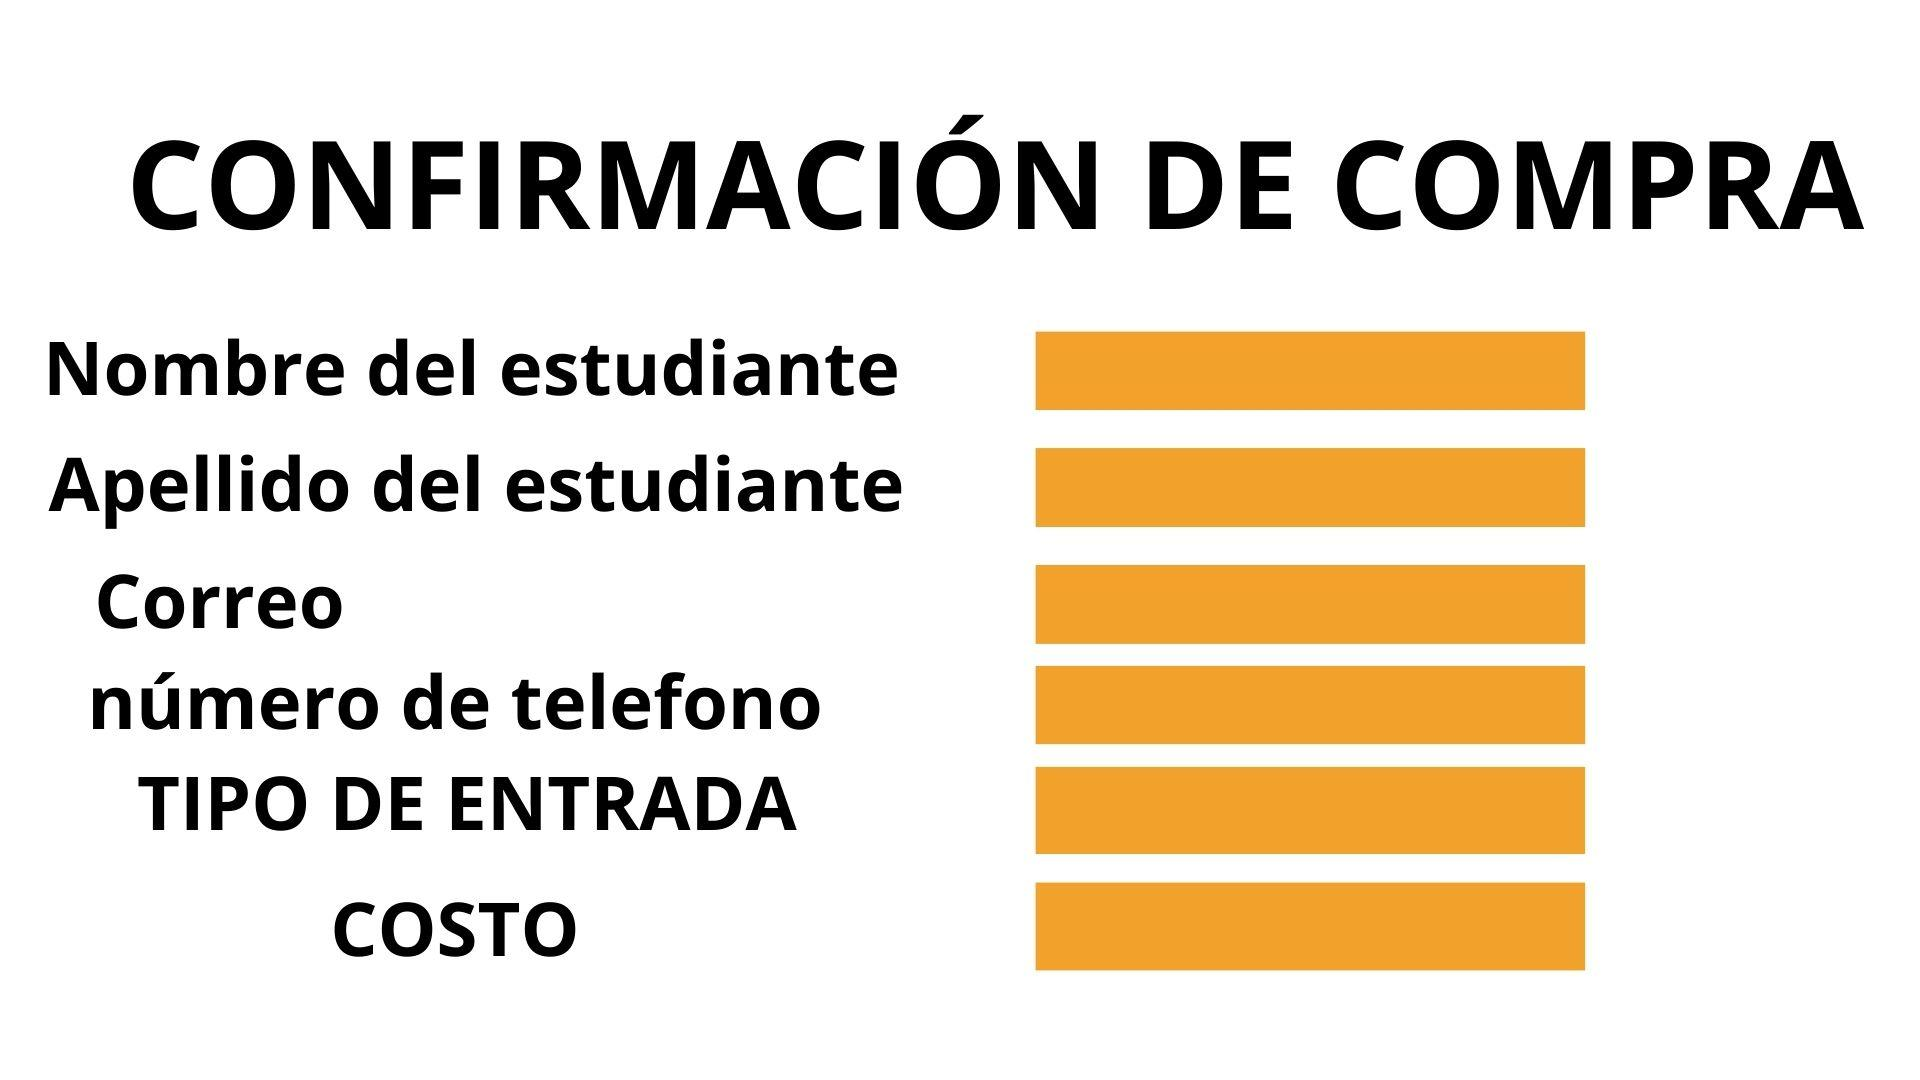 CONFIRMACIÓN DE COMPRA
Nombre del estudiante
Apellido del estudiante
Correo
número de telefono
TIPO DE ENTRADA
COSTO